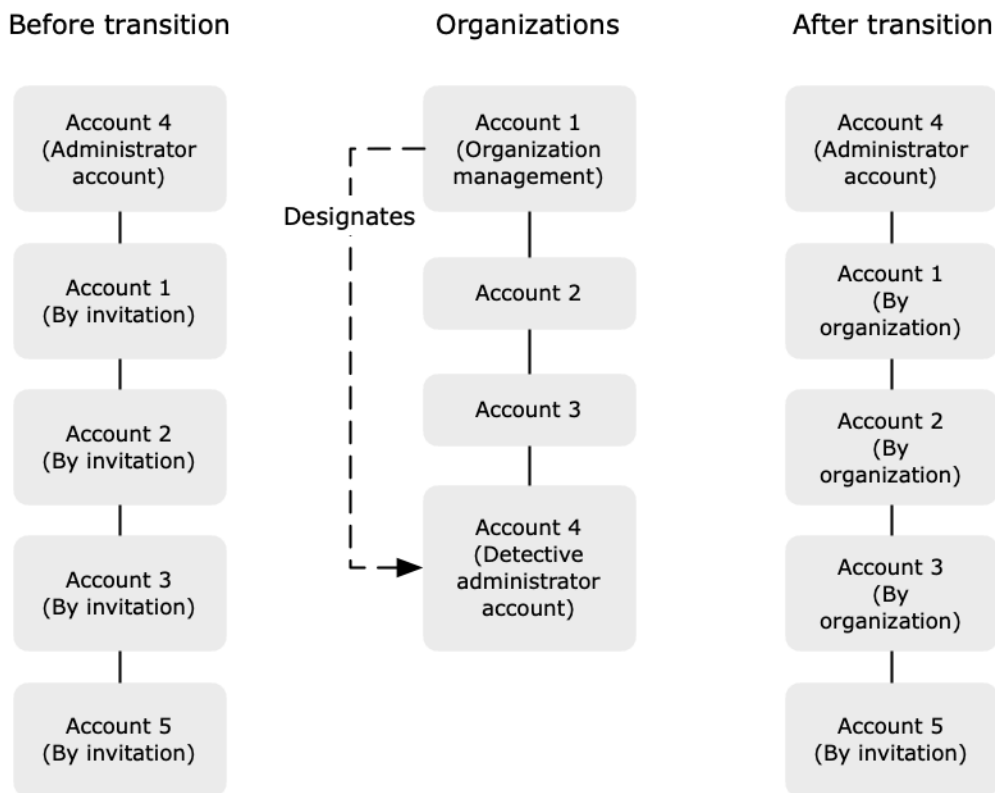 Before transition
Organizations
After transition
Account 4
(Administrator
account)
Account 1
(By invitation)
Account 2
(By invitation)
Account 3
(By invitation)
Account 5
(By invitation)
Account 1
(Organization
management)
Designates
Account 2
Account 3
Account 4
(Detective
administrator
account)
Account 4
(Administrator
account)
Account 1
(By
organization)
Account 2
(By
organization)
Account 3
(By
organization)
Account 5
(By invitation)